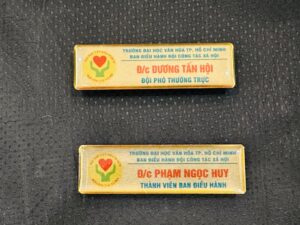 TRƯỜNG ĐẠI HỌC VĂN HÓA TP. HỒ CHÍ MINH
BAN ĐIỀU HÀNH ĐỘI CÔNG TÁC XÃ HỘI
Đ/c DƯƠNG TẤN HỘI
ĐỘI PHÓ THƯỜNG TRỰC
TRƯỜNG ĐẠI HỌC VĂN HÓA TP. HỒ CHÍ MINH
BAN ĐIỀU HÀNH ĐỘI CÔNG TÁC XÃ HỘI
Đ/c PHẠM NGỌC HUY
THÀNH VIÊN BAN ĐIỀU HÀNH